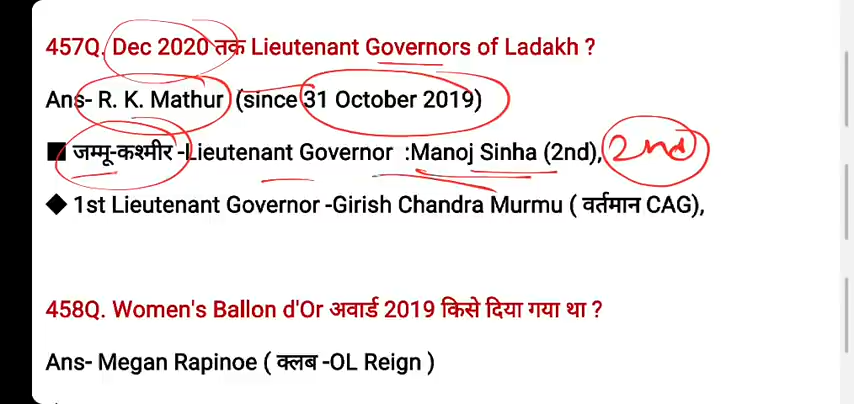 457Q. Dec 2020 तक Lieutenant Governors of Ladakh ?
Ans- R. K. Mathur (since 31 October 2019)
■ जम्मू-कश्मीर -Lieutenant Governor :Manoj Sinha (2nd), 2nd
◆ 1st Lieutenant Governor -Girish Chandra Murmu ( वर्तमान CAG),
458Q. Women's Ballon d'Or अवार्ड 2019 किसे दिया गया था ?
Ans- Megan Rapinoe ( क्लब -OL Reign )